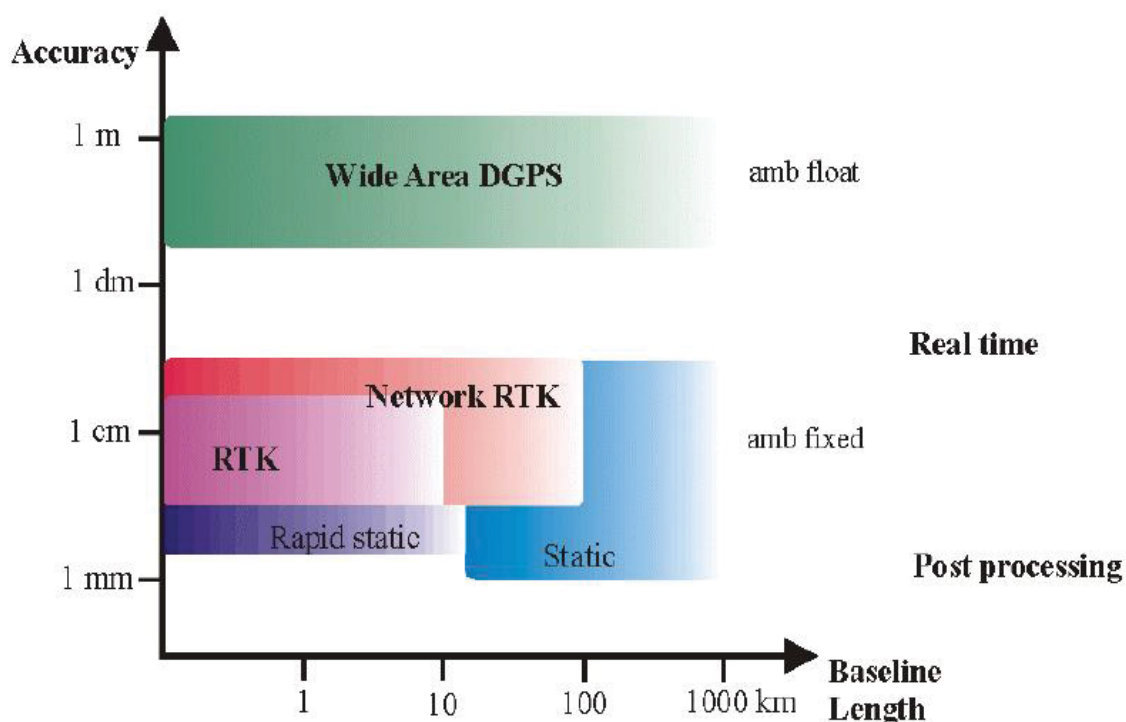 Accuracy
1 m
Wide Area DGPS
amb float
1 dm
Real time
Network RTK
1 cm
amb fixed
RTK
Rapid static
Static
Post processing
1 mm
1
10
100
1000 km
Baseline
Length